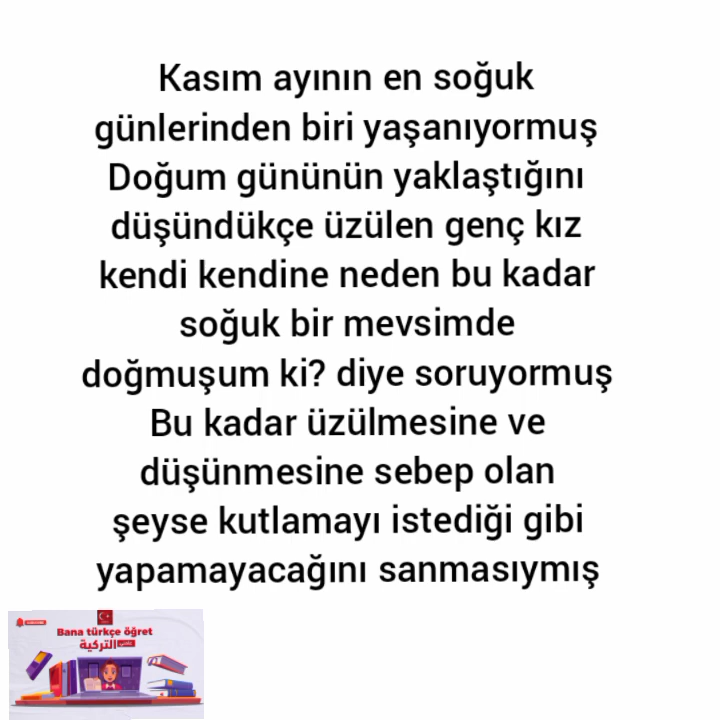 Kasım ayının en soğuk
günlerinden biri yaşanıyormuş
Doğum gününün yaklaştığını
düşündükçe üzülen genç kız
kendi kendine neden bu kadar
soğuk bir mevsimde
doğmuşum ki? diye soruyormuş
Bu kadar üzülmesine ve
düşünmesine sebep olan
şeyse kutlamayı istediği gibi
yapamayacağını sanmasıymış
Bana türkçe öğret
التركية